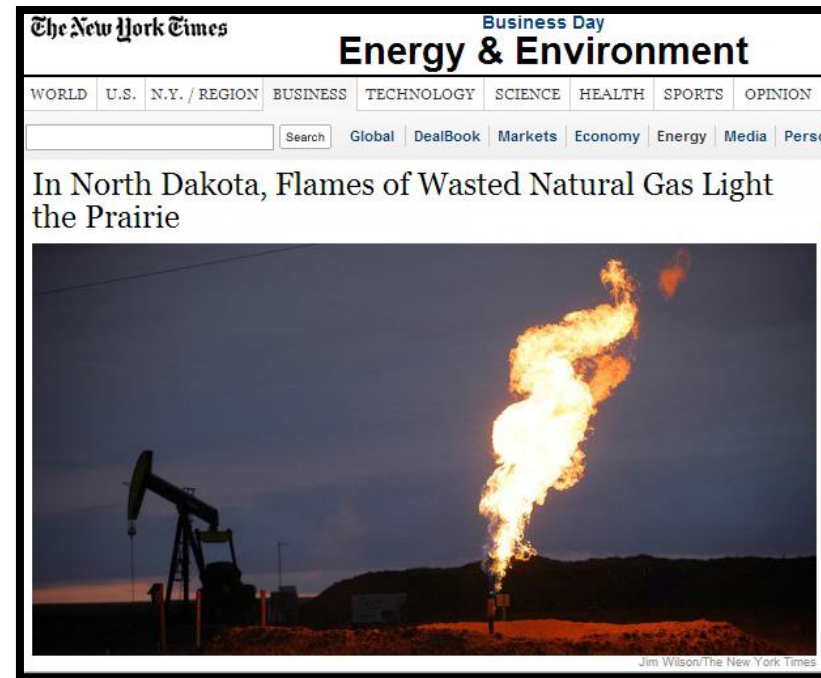 The New York Times
Business Day
Energy & Environment
WORLD U.S. N.Y. / REGION BUSINESS TECHNOLOGY SCIENCE HEALTH SPORTS OPINION
Search Global DealBook Markets Economy Energy Media Perso
In North Dakota, Flames of Wasted Natural Gas Light
the Prairie
Jim Wilson/The New York Times